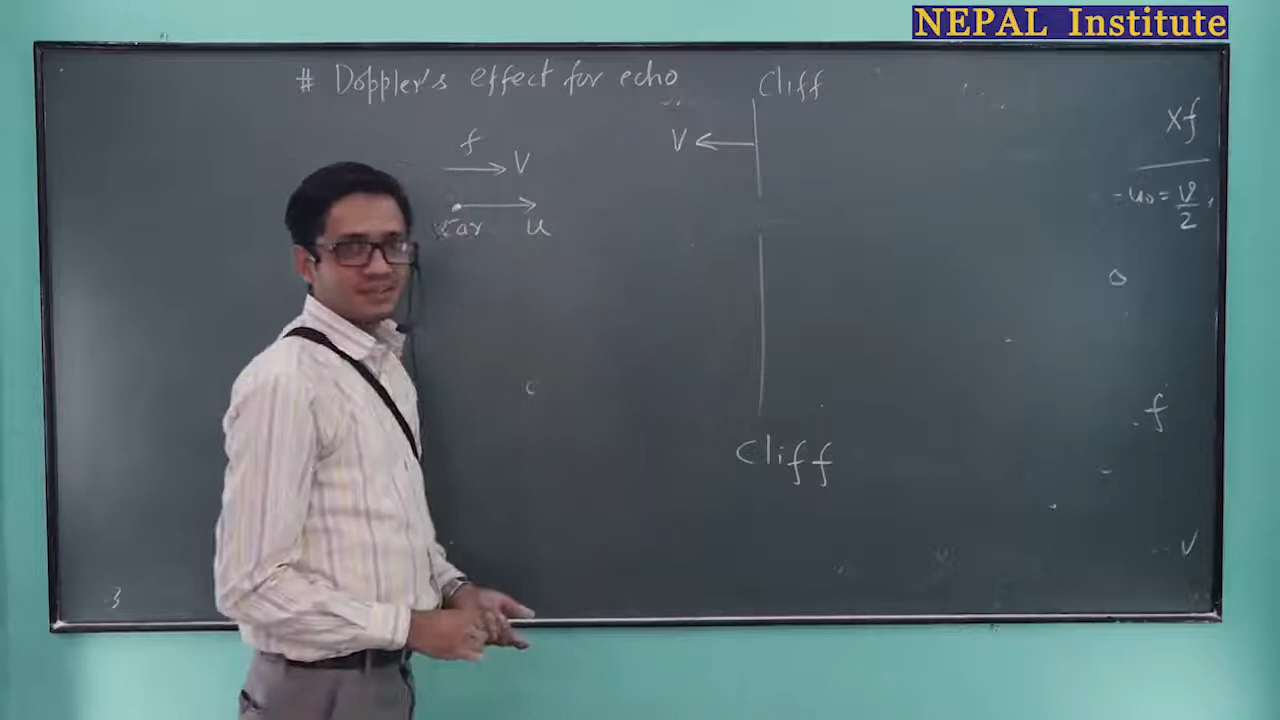 NEPAL Institute
# Doppler's effect for echo
Cliff
f
V
V
Car
u
xf
- u₀ = v/2
Cliff
f
v
3